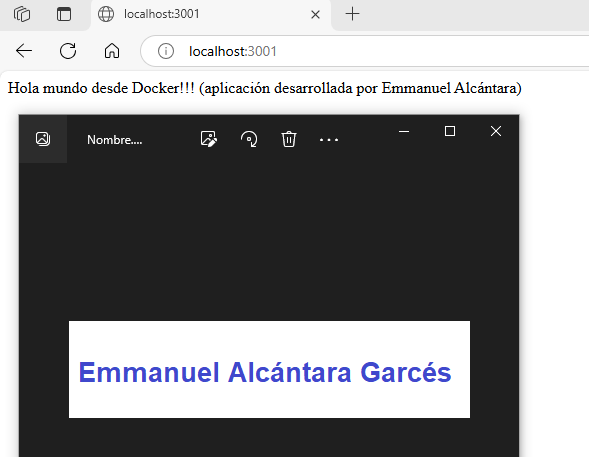 localhost:3001
localhost:3001
Hola mundo desde Docker!!! (aplicación desarrollada por Emmanuel Alcántara)
Nombre....
Emmanuel Alcántara Garcés